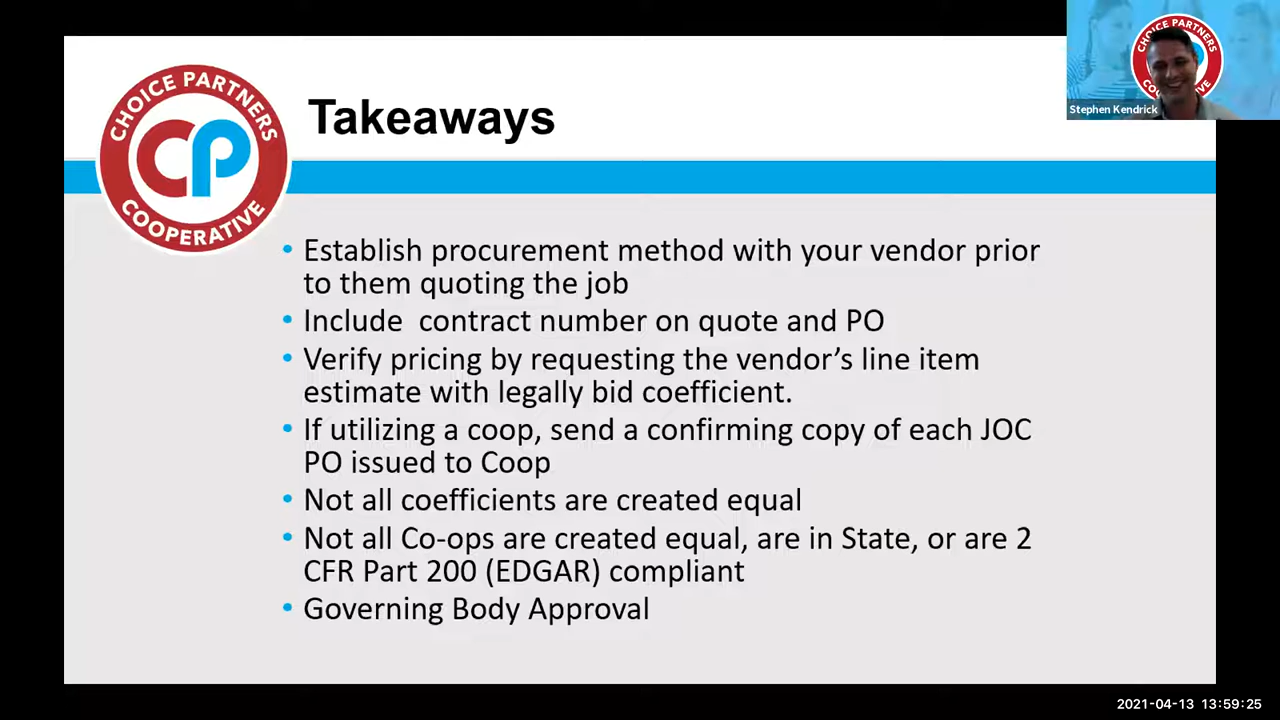 CHOICE PARTNERS
CP
COOPERATIVE
Takeaways
Stephen Kendrick
• Establish procurement method with your vendor prior
to them quoting the job
• Include contract number on quote and PO
• Verify pricing by requesting the vendor’s line item
estimate with legally bid coefficient.
• If utilizing a coop, send a confirming copy of each JOC
PO issued to Coop
• Not all coefficients are created equal
• Not all Co-ops are created equal, are in State, or are 2
CFR Part 200 (EDGAR) compliant
• Governing Body Approval
2021-04-13 13:59:25